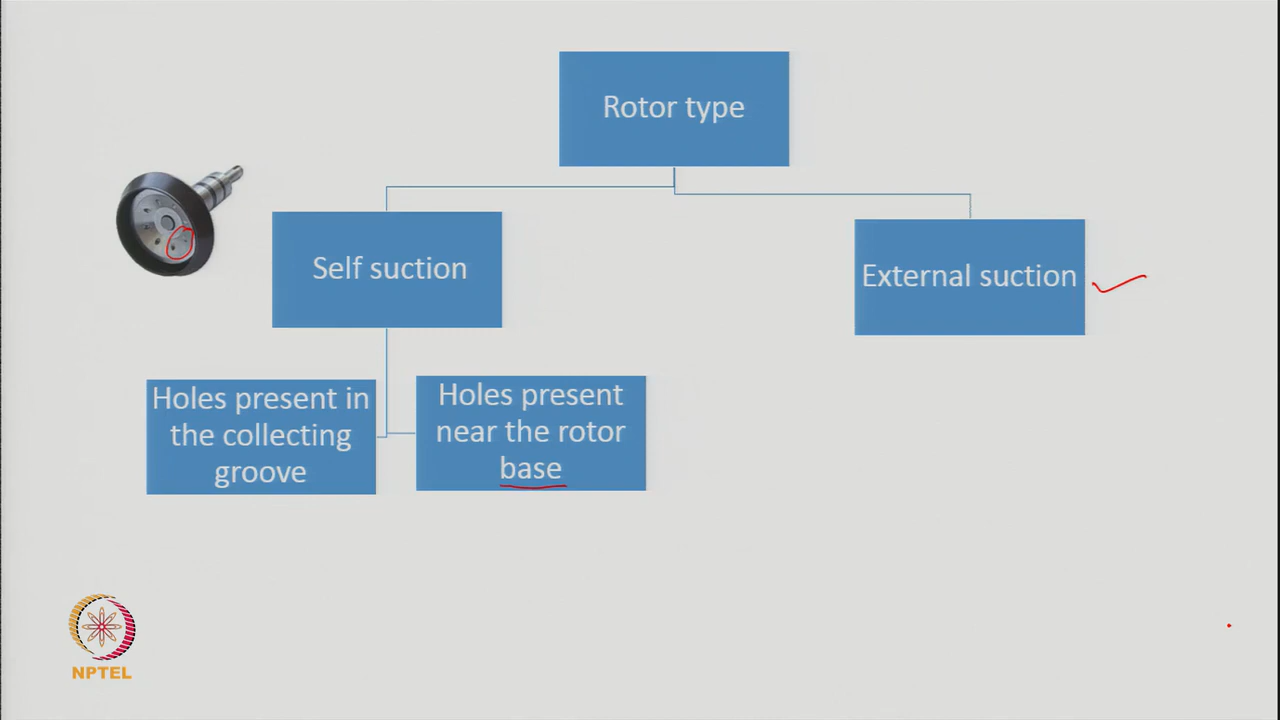 Rotor type
Self suction
External suction
Holes present in
the collecting
groove
Holes present
near the rotor
base
NPTEL